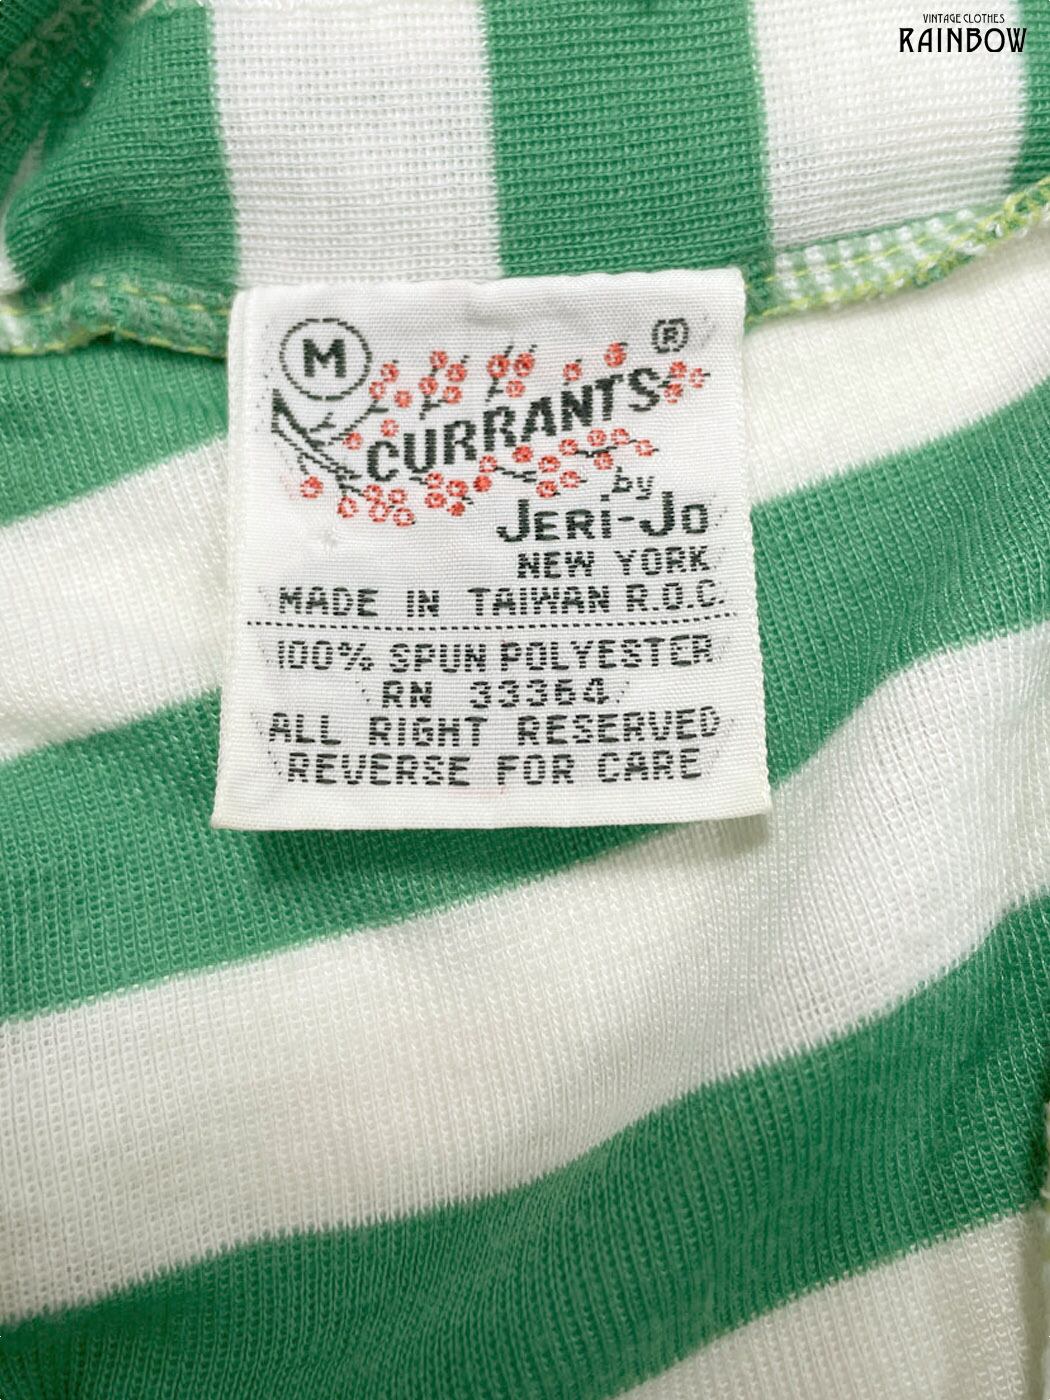 VINTAGE CLOTHES
RAINBOW
M
®
CURRANTS
by
JERI-JO
NEW YORK
MADE IN TAIWAN R.O.C.
100% SPUN POLYESTER
RN 33364
ALL RIGHT RESERVED
REVERSE FOR CARE